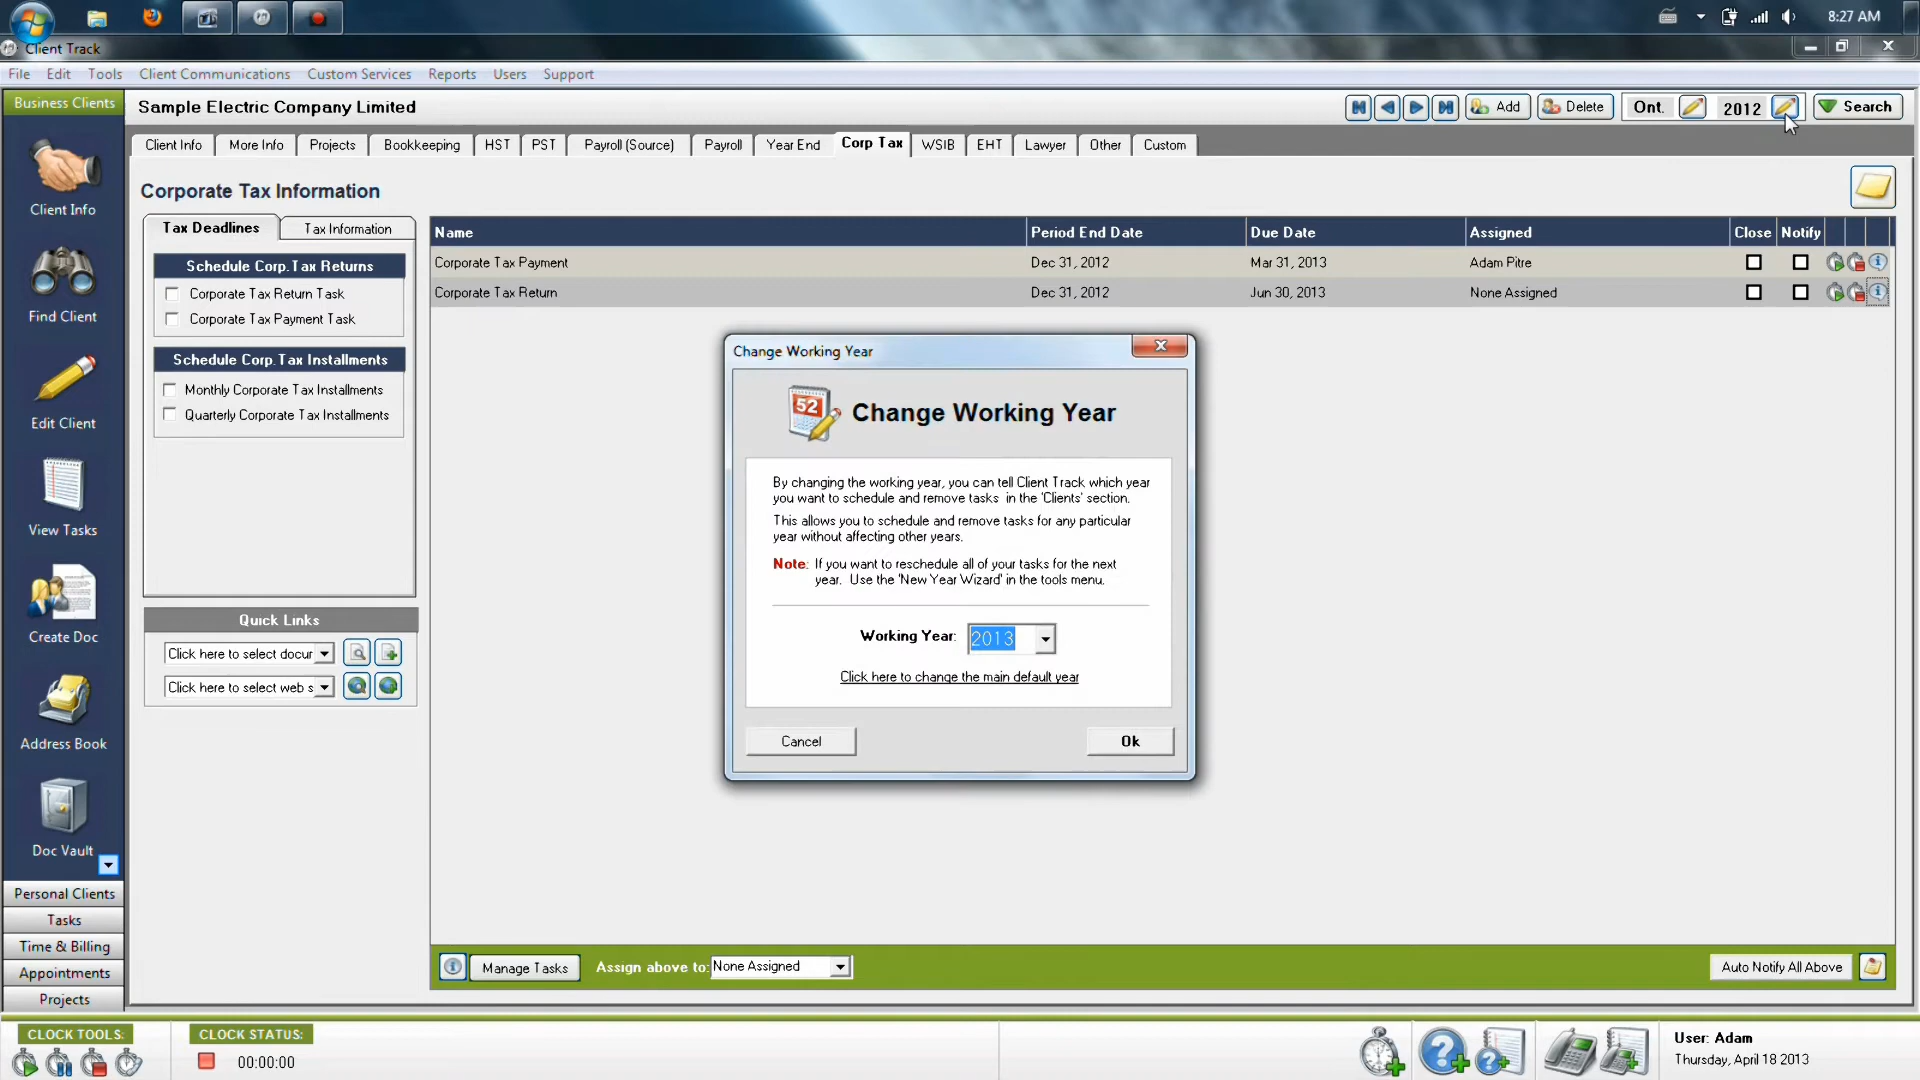 8:27 AM
Client Track
File Edit Tools Client Communications Custom Services Reports Users Support
Business Clients
Sample Electric Company Limited
Add Delete Ont. 2012 Search
Client Info More Info Projects Bookkeeping HST PST Payroll (Source) Payroll Year End Corp Tax WSIB EHT Lawyer Other Custom
Corporate Tax Information
Client Info
Find Client
Edit Client
View Tasks
Create Doc
Address Book
Doc Vault
Personal Clients
Tasks
Time & Billing
Appointments
Projects
Tax Deadlines Tax Information
Schedule Corp.Tax Returns
Corporate Tax Return Task
Corporate Tax Payment Task
Schedule Corp.Tax Installments
Monthly Corporate Tax Installments
Quarterly Corporate Tax Installments
Quick Links
Click here to select docur
Click here to select web s
Name Period End Date Due Date Assigned Close Notify
Corporate Tax Payment Dec 31, 2012 Mar 31, 2013 Adam Pitre
Corporate Tax Return Dec 31, 2012 Jun 30, 2013 None Assigned
Change Working Year
52
Change Working Year
By changing the working year, you can tell Client Track which year
you want to schedule and remove tasks in the 'Clients' section.
This allows you to schedule and remove tasks for any particular
year without affecting other years.
Note: If you want to reschedule all of your tasks for the next
year. Use the 'New Year Wizard' in the tools menu.
Working Year: 2013
Click here to change the main default year
Cancel Ok
Manage Tasks Assign above to: None Assigned Auto Notify All Above
CLOCK TOOLS: CLOCK STATUS:
00:00:00
User: Adam
Thursday, April 18 2013